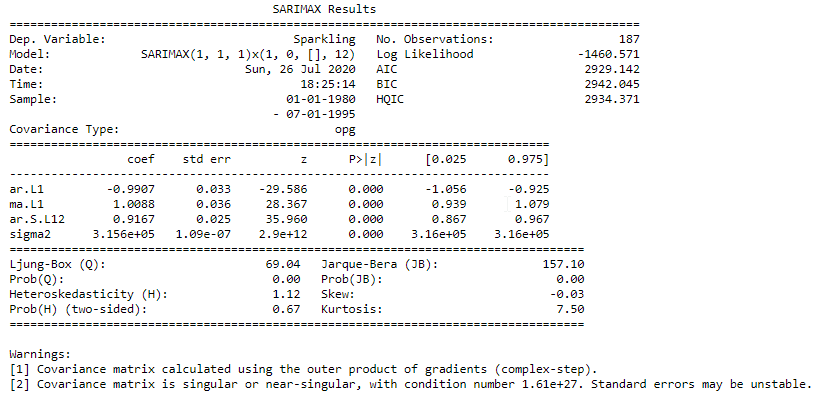 SARIMAX Results
==========================================================================================
Dep. Variable: Sparkling No. Observations: 187
Model: SARIMAX(1, 1, 1)x(1, 0, [], 12) Log Likelihood -1460.571
Date: Sun, 26 Jul 2020 AIC 2929.142
Time: 18:25:14 BIC 2942.045
Sample: 01-01-1980 HQIC 2934.371
- 07-01-1995
Covariance Type: opg
==============================================================================
coef std err z P>|z| [0.025 0.975]
------------------------------------------------------------------------------
ar.L1 -0.9907 0.033 -29.586 0.000 -1.056 -0.925
ma.L1 1.0088 0.036 28.367 0.000 0.939 1.079
ar.S.L12 0.9167 0.025 35.960 0.000 0.867 0.967
sigma2 3.156e+05 1.09e-07 2.9e+12 0.000 3.16e+05 3.16e+05
===================================================================================
Ljung-Box (Q): 69.04 Jarque-Bera (JB): 157.10
Prob(Q): 0.00 Prob(JB): 0.00
Heteroskedasticity (H): 1.12 Skew: -0.03
Prob(H) (two-sided): 0.67 Kurtosis: 7.50
===================================================================================
Warnings:
[1] Covariance matrix calculated using the outer product of gradients (complex-step).
[2] Covariance matrix is singular or near-singular, with condition number 1.61e+27. Standard errors may be unstable.